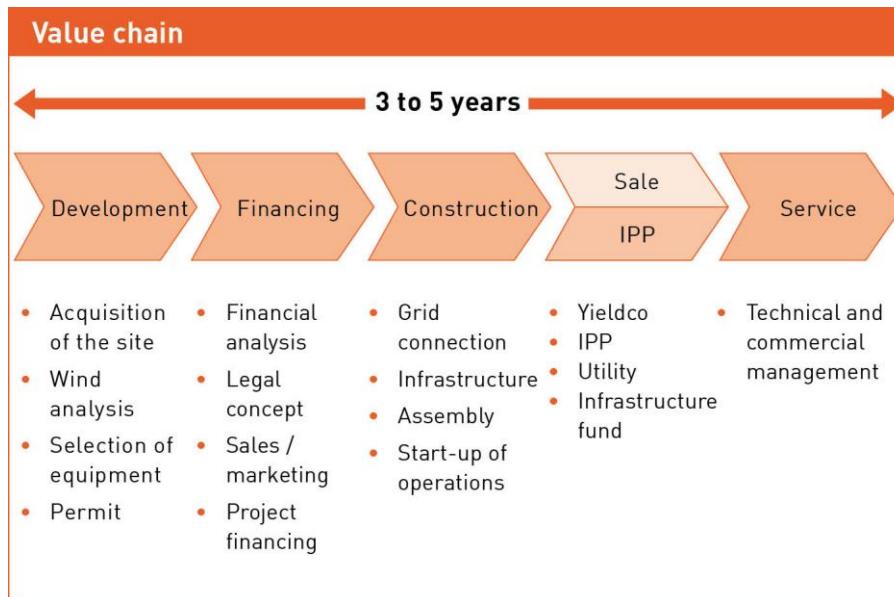 Value chain
3 to 5 years
Development
Financing
Construction
Sale
IPP
Service
• Acquisition
of the site
• Wind
analysis
• Selection of
equipment
• Permit
• Financial
analysis
• Legal
concept
• Sales /
marketing
• Project
financing
• Grid
connection
• Infrastructure
• Assembly
• Start-up of
operations
• Yieldco
• IPP
• Utility
• Infrastructure
fund
• Technical and
commercial
management